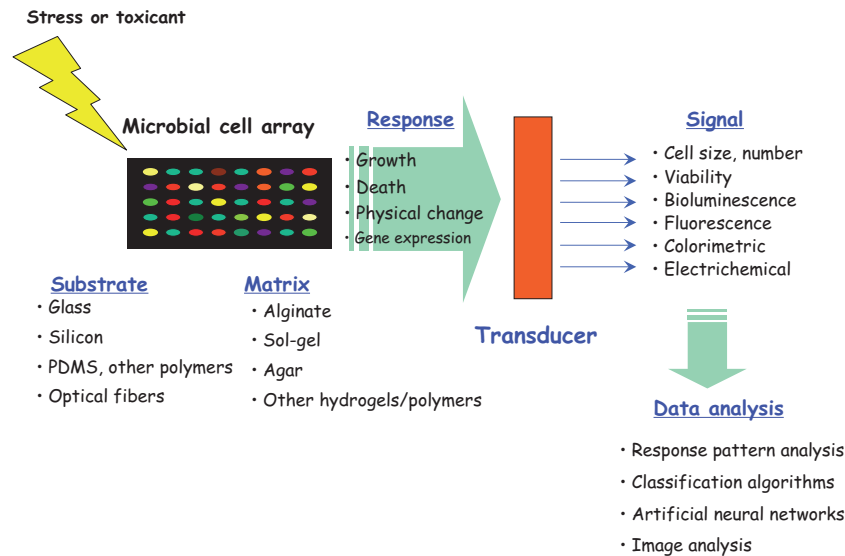 Stress or toxicant
Microbial cell array
Response
· Growth
· Death
· Physical change
· Gene expression
Signal
· Cell size, number
· Viability
· Bioluminescence
· Fluorescence
· Colorimetric
· Electrichemical
Substrate
· Glass
· Silicon
· PDMS, other polymers
· Optical fibers
Matrix
· Alginate
· Sol-gel
· Agar
· Other hydrogels/polymers
Transducer
Data analysis
· Response pattern analysis
· Classification algorithms
· Artificial neural networks
· Image analysis